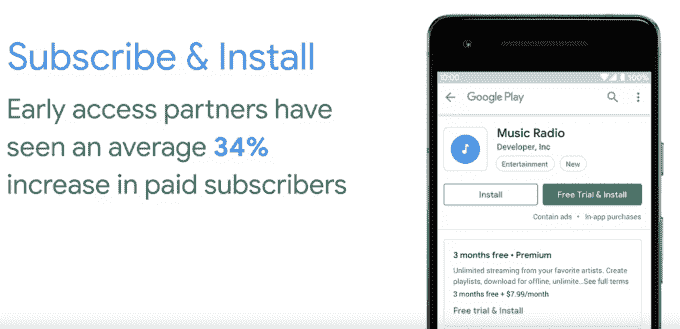 Subscribe & Install
Early access partners have
seen an average 34%
increase in paid subscribers
10:00
100%
Google Play
Music Radio
Developer, Inc
Entertainment
New
Install
Free Trial & Install
Contain ads • In-app purchases
3 months free • Premium
Unlimited streaming from your favorite artists. Create
playlists, download for offline, unlimite...See full terms
3 months free + $7.99/month
Free trial & Install